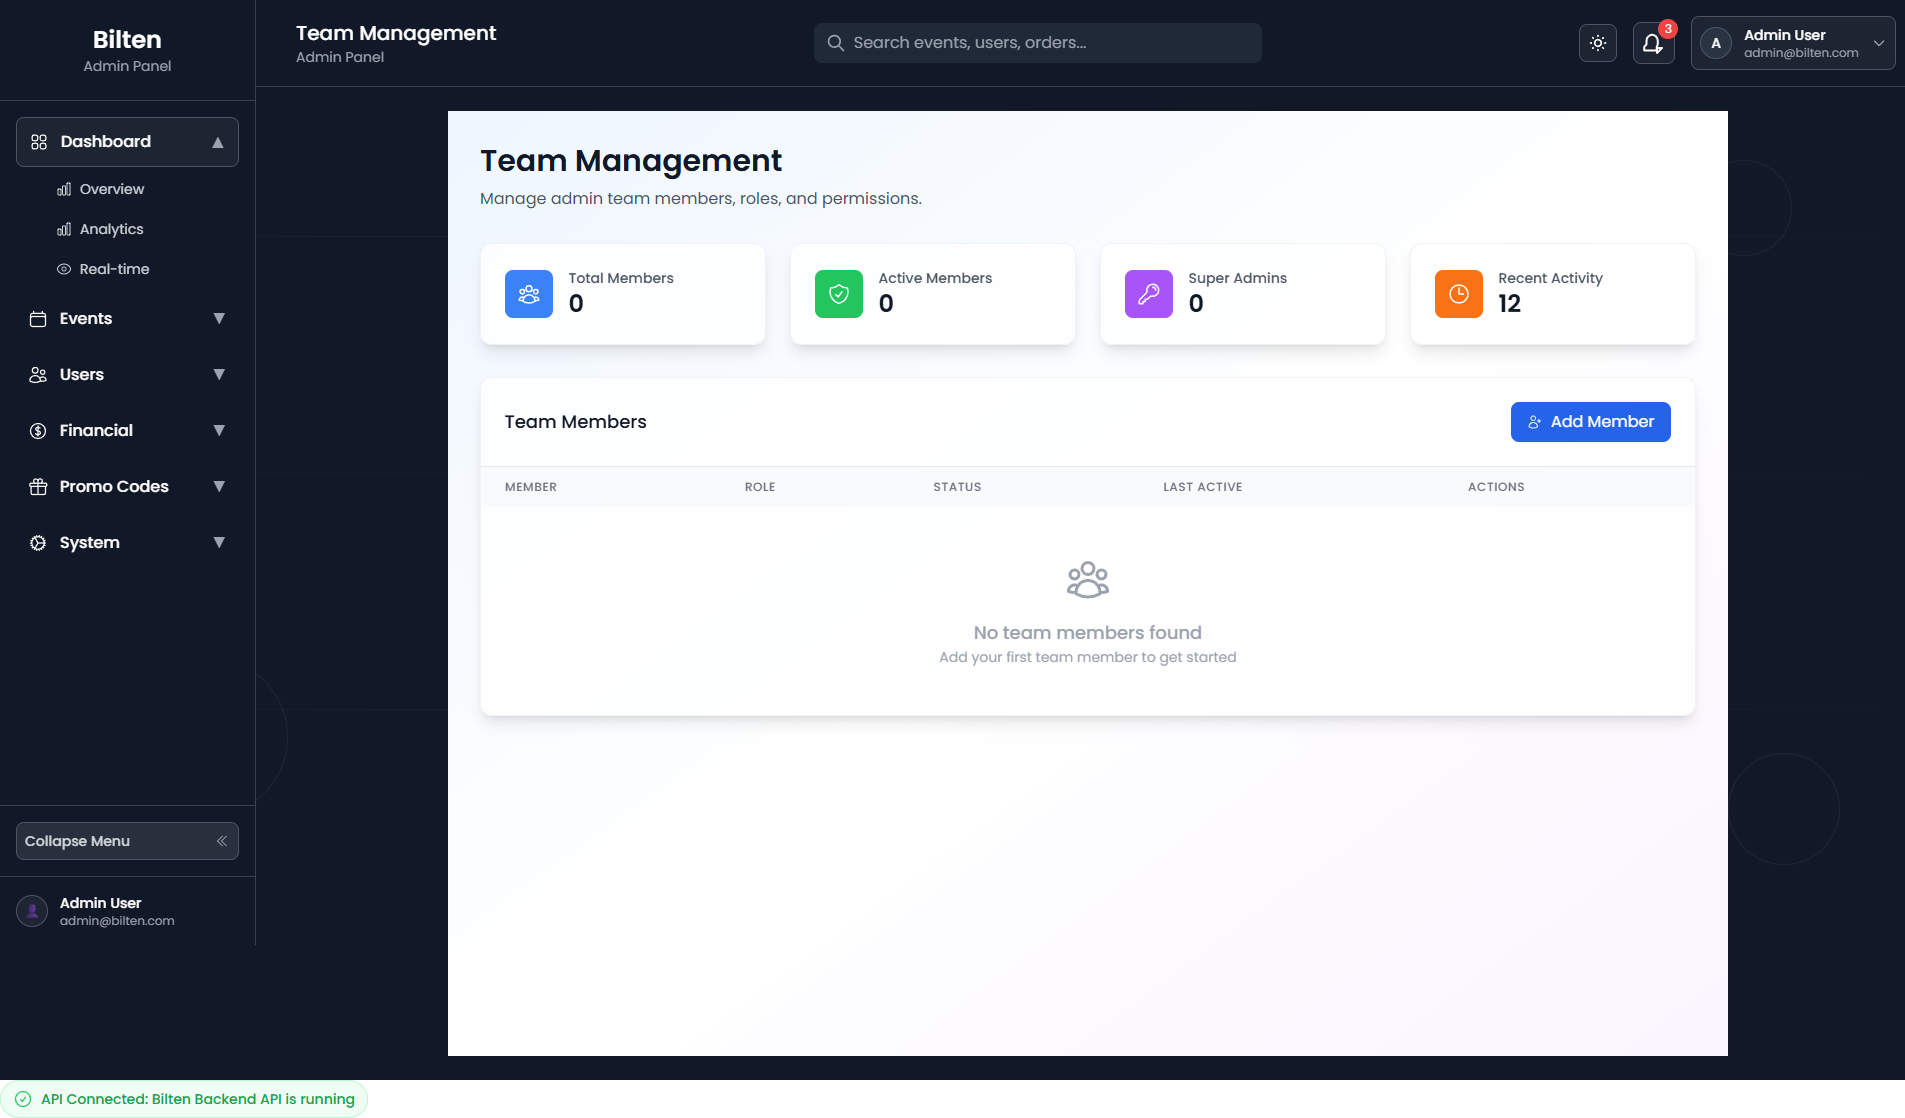 Bilten
Admin Panel
Dashboard
Overview
Analytics
Real-time
Events
Users
Financial
Promo Codes
System
Collapse Menu
Admin User
admin@bilten.com
Team Management
Admin Panel
Search events, users, orders...
3
A
Admin User
admin@bilten.com
Team Management
Manage admin team members, roles, and permissions.
Total Members
0
Active Members
0
Super Admins
0
Recent Activity
12
Team Members
Add Member
MEMBER ROLE STATUS LAST ACTIVE ACTIONS
No team members found
Add your first team member to get started
API Connected: Bilten Backend API is running